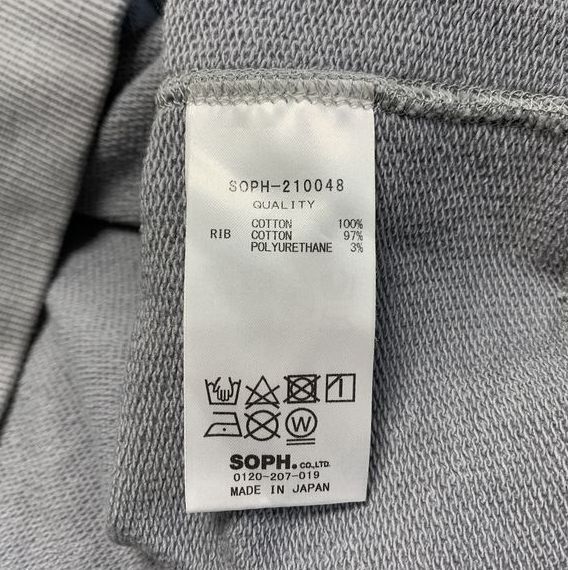 SOPH-210048
QUALITY
COTTON 100%
RIB COTTON 97%
POLYURETHANE 3%
W
SOPH. CO.,LTD.
0120-207-019
MADE IN JAPAN